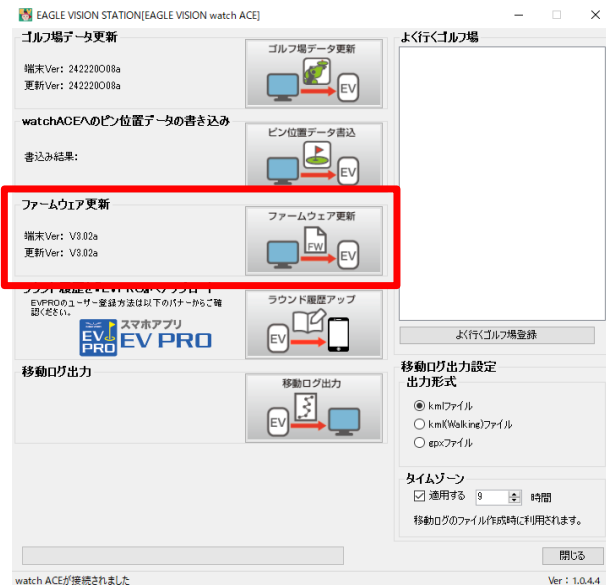 EAGLE VISION STATION[EAGLE VISION watch ACE]
ゴルフ場データ更新
端末Ver: 242220O08a
更新Ver: 242220O08a
ゴルフ場データ更新
EV
watchACEへのピン位置データの書き込み
書込み結果:
ピン位置データ書込
EV
ファームウェア更新
端末Ver: V3.02a
更新Ver: V3.02a
ファームウェア更新
FW
EV
EVPROのユーザー登録方法は以下のバナーからご確
認ください。
EV
PRO
スマホアプリ
EV PRO
ラウンド履歴アップ
EV
移動ログ出力
移動ログ出力
EV
よく行くゴルフ場
よく行くゴルフ場登録
移動ログ出力設定
出力形式
kmlファイル
kml(Walking)ファイル
gpxファイル
タイムゾーン
適用する 9 時間
移動ログのファイル作成時に利用されます。
閉じる
watch ACEが接続されました
Ver：1.0.4.4